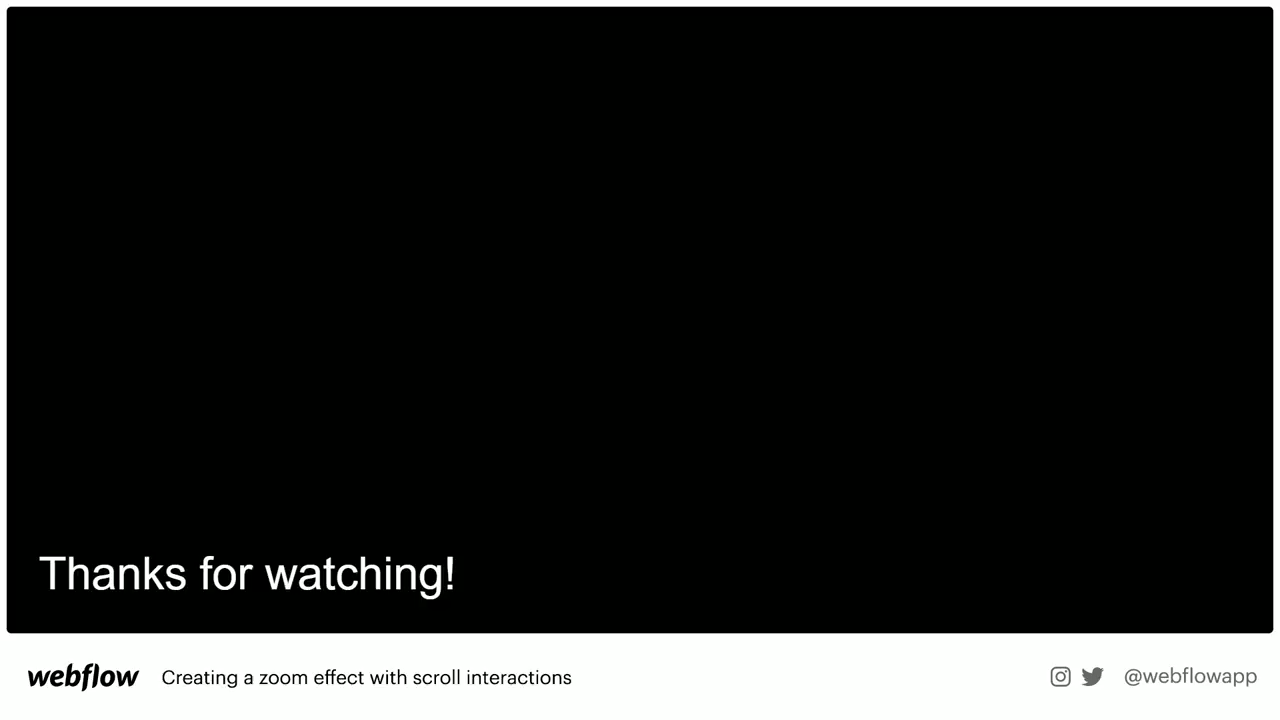 Thanks for watching!
webflow Creating a zoom effect with scroll interactions @webflowapp